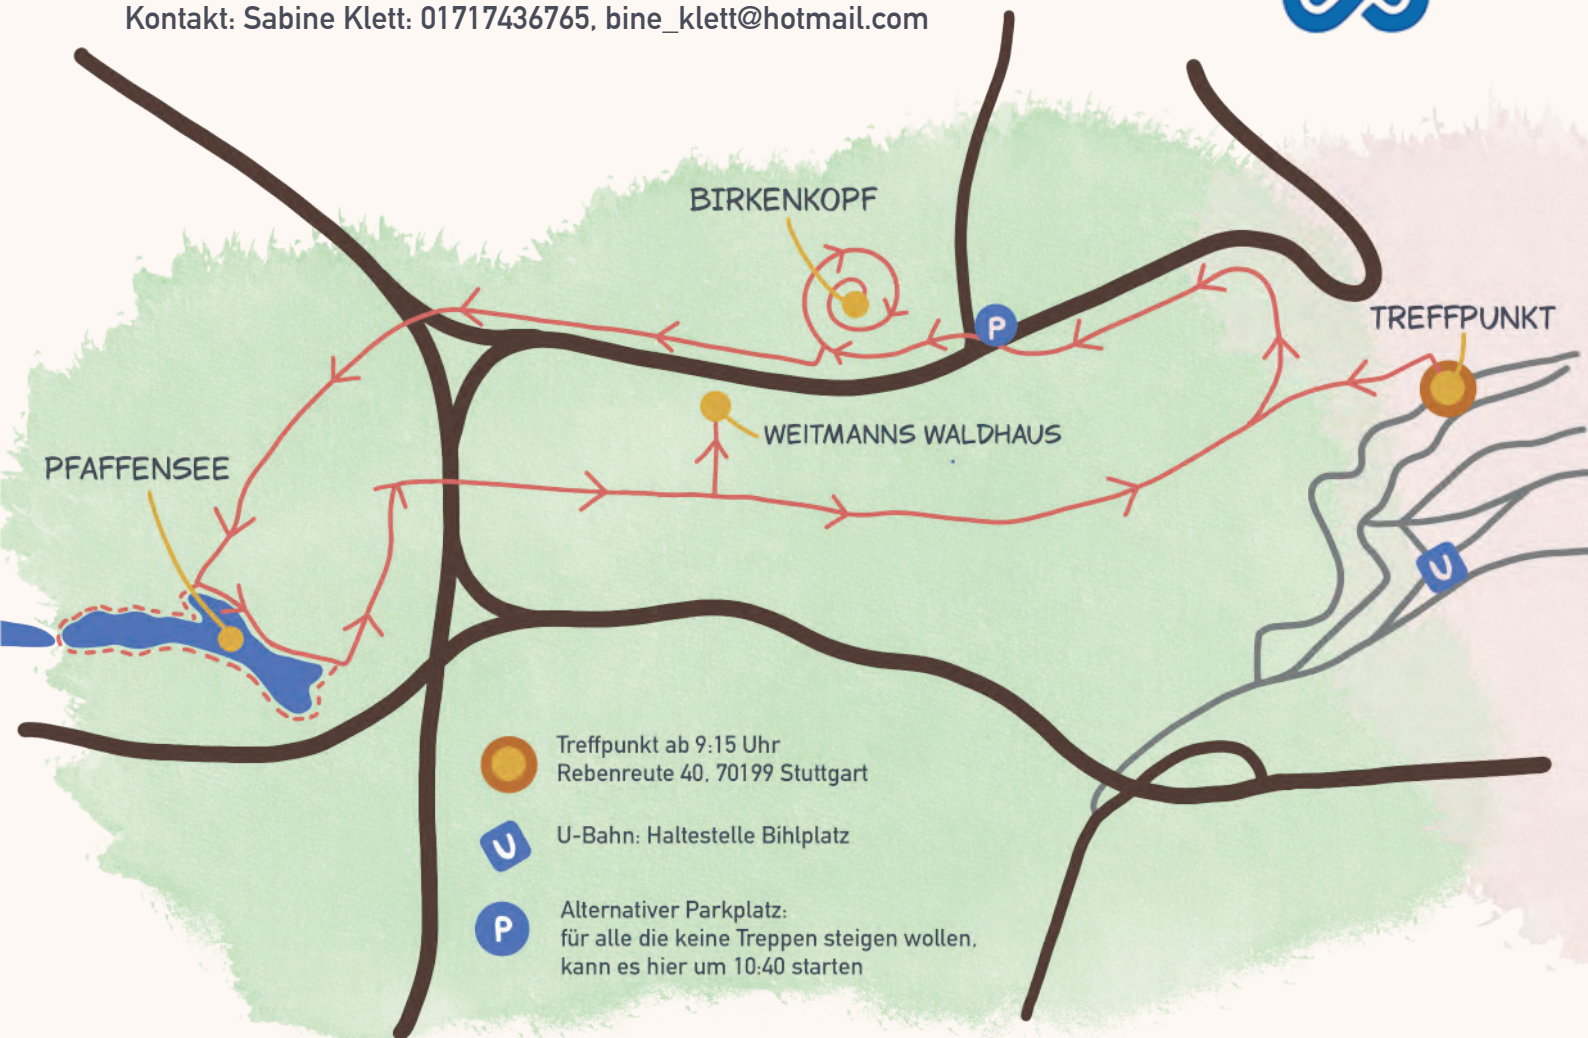 Kontakt: Sabine Klett: 01717436765, bine_klett@hotmail.com
BIRKENKOPF
P
TREFFPUNKT
WEITMANNS WALDHAUS
PFAFFENSEE
U
Treffpunkt ab 9:15 Uhr
Rebenreute 40, 70199 Stuttgart
U
U-Bahn: Haltestelle Bihlplatz
P
Alternativer Parkplatz:
für alle die keine Treppen steigen wollen,
kann es hier um 10:40 starten